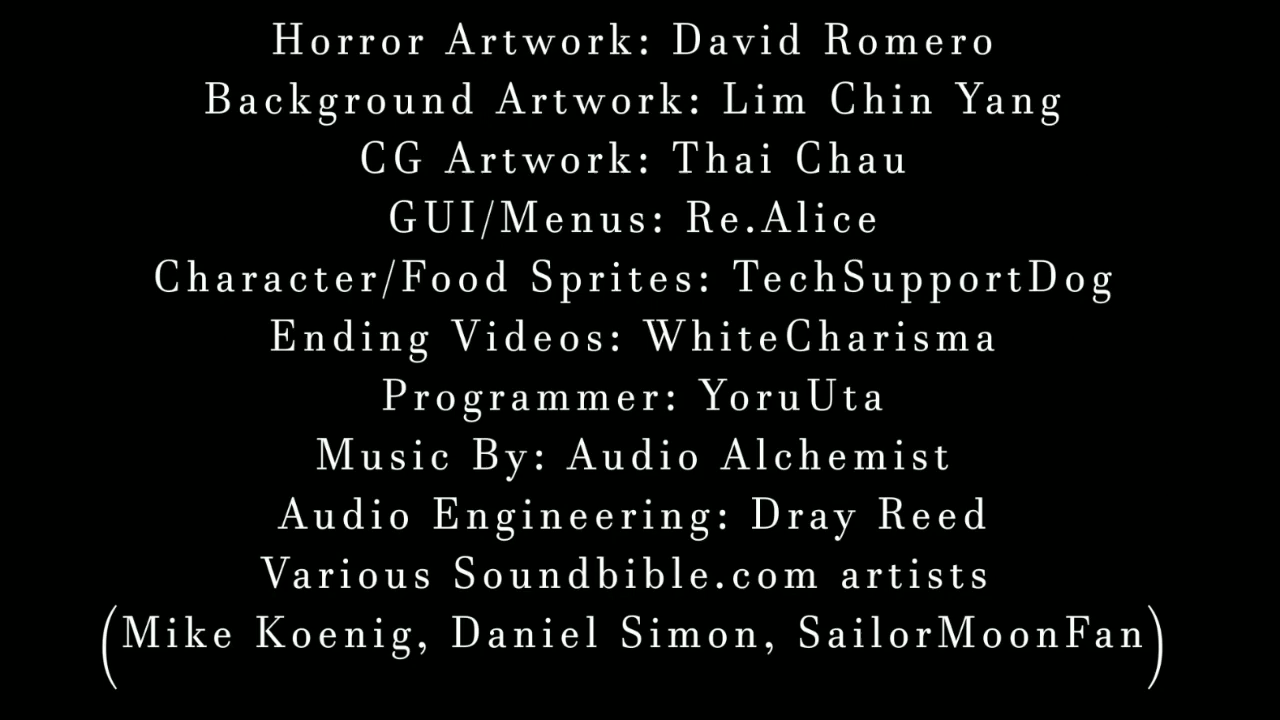 Horror Artwork: David Romero
Background Artwork: Lim Chin Yang
CG Artwork: Thai Chau
GUI/Menus: Re.Alice
Character/Food Sprites: TechSupportDog
Ending Videos: WhiteCharisma
Programmer: YoruUta
Music By: Audio Alchemist
Audio Engineering: Dray Reed
Various Soundbible.com artists
(Mike Koenig, Daniel Simon, SailorMoonFan)